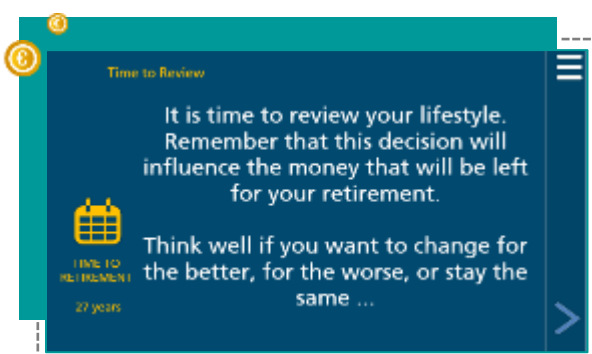 Time to Review
It is time to review your lifestyle.
Remember that this decision will
influence the money that will be left
for your retirement.
Think well if you want to change for
the better, for the worse, or stay the
same ...
TIME TO
RETIREMENT
27 years